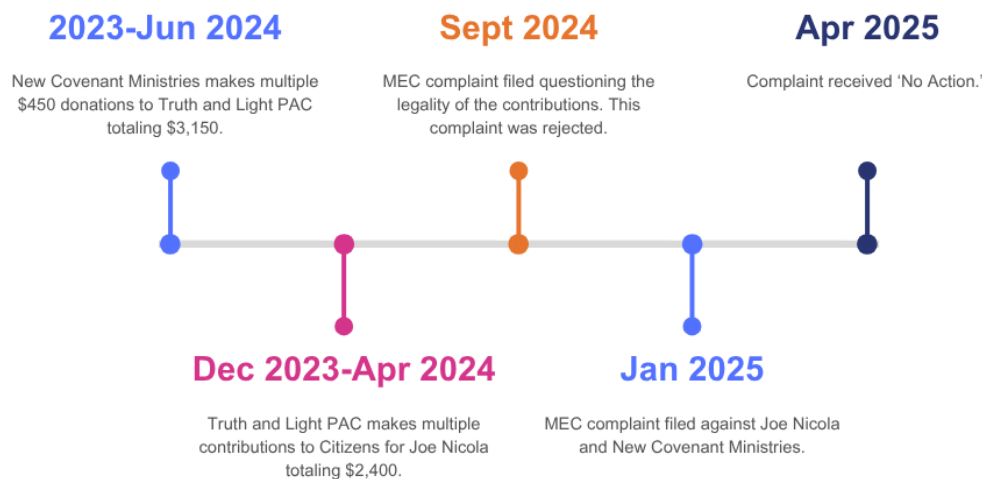 2023-Jun 2024
New Covenant Ministries makes multiple
$450 donations to Truth and Light PAC
totaling $3,150.
Dec 2023-Apr 2024
Truth and Light PAC makes multiple
contributions to Citizens for Joe Nicola
totaling $2,400.
Sept 2024
MEC complaint filed questioning the
legality of the contributions. This
complaint was rejected.
Jan 2025
MEC complaint filed against Joe Nicola
and New Covenant Ministries.
Apr 2025
Complaint received ‘No Action.’